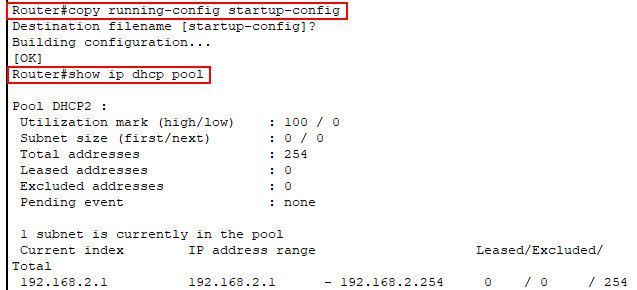 Router#copy running-config startup-config
Destination filename [startup-config]?
Building configuration...
[OK]
Router#show ip dhcp pool
Pool DHCP2 :
Utilization mark (high/low) : 100 / 0
Subnet size (first/next) : 0 / 0
Total addresses : 254
Leased addresses : 0
Excluded addresses : 0
Pending event : none
1 subnet is currently in the pool
Current index IP address range Leased/Excluded/
Total
192.168.2.1 192.168.2.1 - 192.168.2.254 0 / 0 / 254